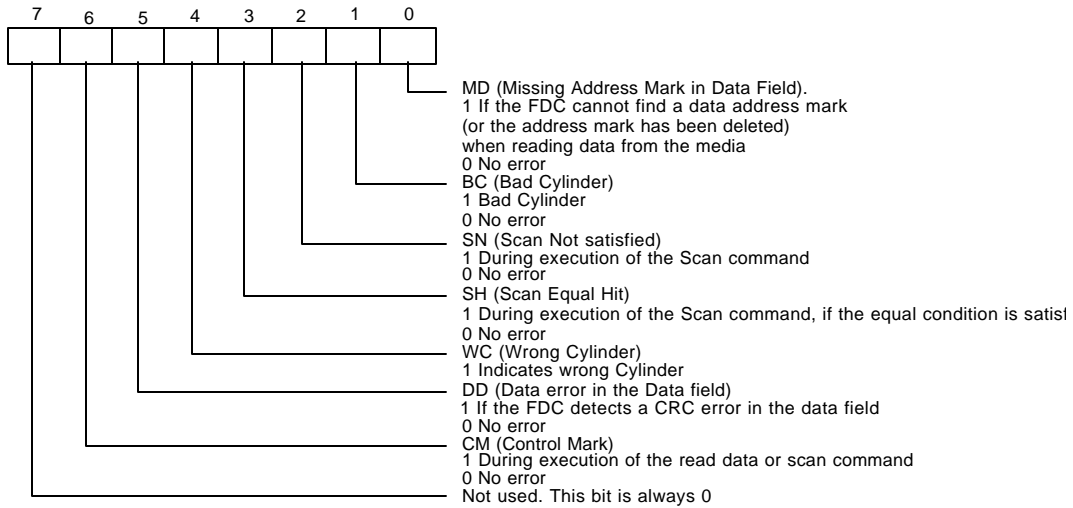 7 6 5 4 3 2 1 0
MD (Missing Address Mark in Data Field).
1 If the FDC cannot find a data address mark
(or the address mark has been deleted)
when reading data from the media
0 No error
BC (Bad Cylinder)
1 Bad Cylinder
0 No error
SN (Scan Not satisfied)
1 During execution of the Scan command
0 No error
SH (Scan Equal Hit)
1 During execution of the Scan command, if the equal condition is satisf
0 No error
WC (Wrong Cylinder)
1 Indicates wrong Cylinder
DD (Data error in the Data field)
1 If the FDC detects a CRC error in the data field
0 No error
CM (Control Mark)
1 During execution of the read data or scan command
0 No error
Not used. This bit is always 0